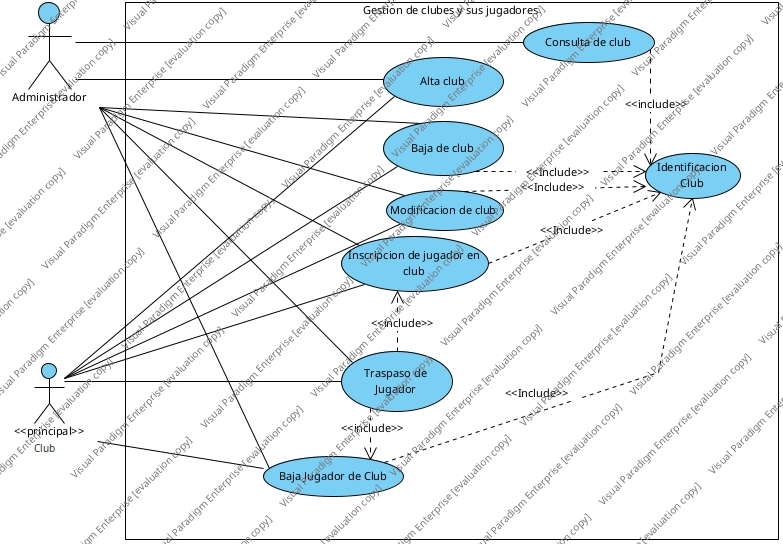 Gestion de clubes y sus jugadores
Consulta de club
Administrador
Alta club
<<include>>
Baja de club
<<Include>>
Identificacion
Club
<<Include>>
Modificacion de club
<<Include>>
Inscripcion de jugador en
club
<<include>>
Traspaso de
Jugador
<<Include>>
<<principal>>
Club
<<include>>
Baja Jugador de Club
Visual Paradigm Enterprise [evaluation copy]